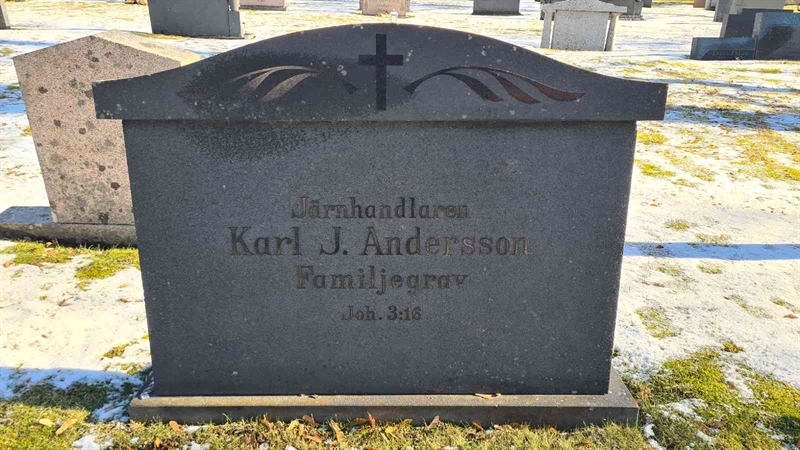 Järnhandlaren
Karl J. Andersson
Familjegrav
Joh. 3:16